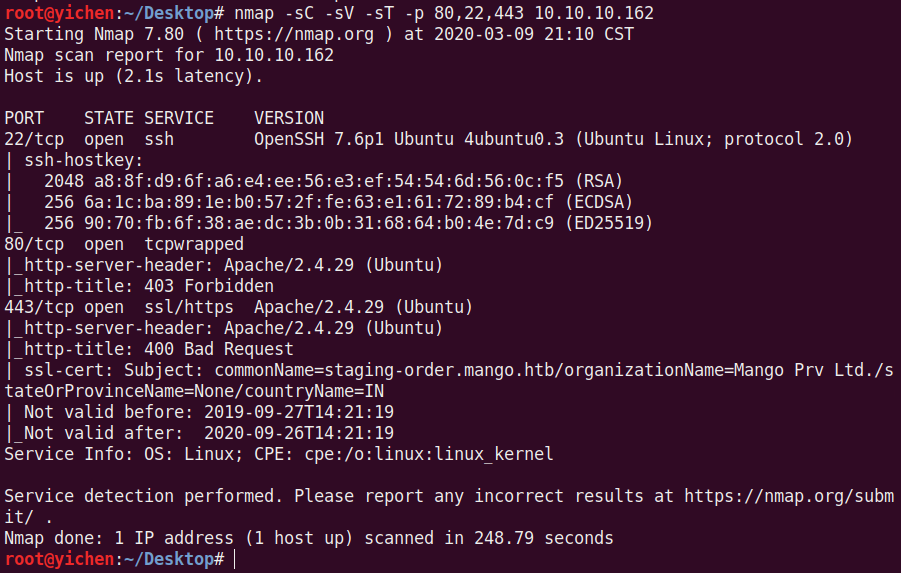 root@yichen:~/Desktop# nmap -sC -sV -sT -p 80,22,443 10.10.10.162
Starting Nmap 7.80 ( https://nmap.org ) at 2020-03-09 21:10 CST
Nmap scan report for 10.10.10.162
Host is up (2.1s latency).

PORT    STATE SERVICE    VERSION
22/tcp  open  ssh        OpenSSH 7.6p1 Ubuntu 4ubuntu0.3 (Ubuntu Linux; protocol 2.0)
| ssh-hostkey:
|   2048 a8:8f:d9:6f:a6:e4:ee:56:e3:ef:54:54:6d:56:0c:f5 (RSA)
|   256 6a:1c:ba:89:1e:b0:57:2f:fe:63:e1:61:72:89:b4:cf (ECDSA)
|_  256 90:70:fb:6f:38:ae:dc:3b:0b:31:68:64:b0:4e:7d:c9 (ED25519)
80/tcp  open  tcpwrapped
|_http-server-header: Apache/2.4.29 (Ubuntu)
|_http-title: 403 Forbidden
443/tcp open  ssl/https  Apache/2.4.29 (Ubuntu)
|_http-server-header: Apache/2.4.29 (Ubuntu)
|_http-title: 400 Bad Request
| ssl-cert: Subject: commonName=staging-order.mango.htb/organizationName=Mango Prv Ltd./s
tateOrProvinceName=None/countryName=IN
| Not valid before: 2019-09-27T14:21:19
|_Not valid after:  2020-09-26T14:21:19
Service Info: OS: Linux; CPE: cpe:/o:linux:linux_kernel

Service detection performed. Please report any incorrect results at https://nmap.org/subm
it/ .
Nmap done: 1 IP address (1 host up) scanned in 248.79 seconds
root@yichen:~/Desktop#